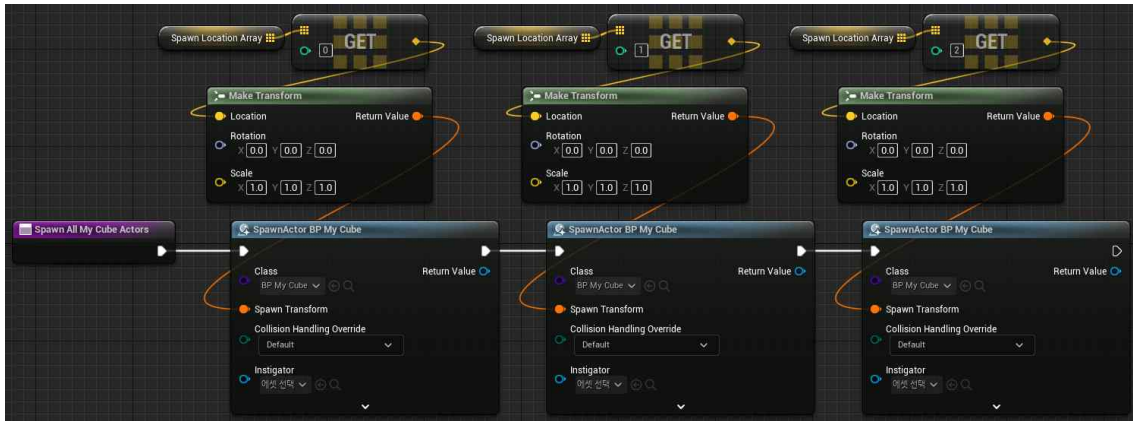 Spawn Location Array
0
GET
Spawn Location Array
1
GET
Spawn Location Array
2
GET
Make Transform
Location Return Value
Rotation
X 0.0 Y 0.0 Z 0.0
Scale
X 1.0 Y 1.0 Z 1.0
Make Transform
Location Return Value
Rotation
X 0.0 Y 0.0 Z 0.0
Scale
X 1.0 Y 1.0 Z 1.0
Make Transform
Location Return Value
Rotation
X 0.0 Y 0.0 Z 0.0
Scale
X 1.0 Y 1.0 Z 1.0
Spawn All My Cube Actors
SpawnActor BP My Cube
Class Return Value
BP My Cube
Spawn Transform
Collision Handling Override
Default
Instigator
에셋 선택
SpawnActor BP My Cube
Class Return Value
BP My Cube
Spawn Transform
Collision Handling Override
Default
Instigator
에셋 선택
SpawnActor BP My Cube
Class Return Value
BP My Cube
Spawn Transform
Collision Handling Override
Default
Instigator
에셋 선택